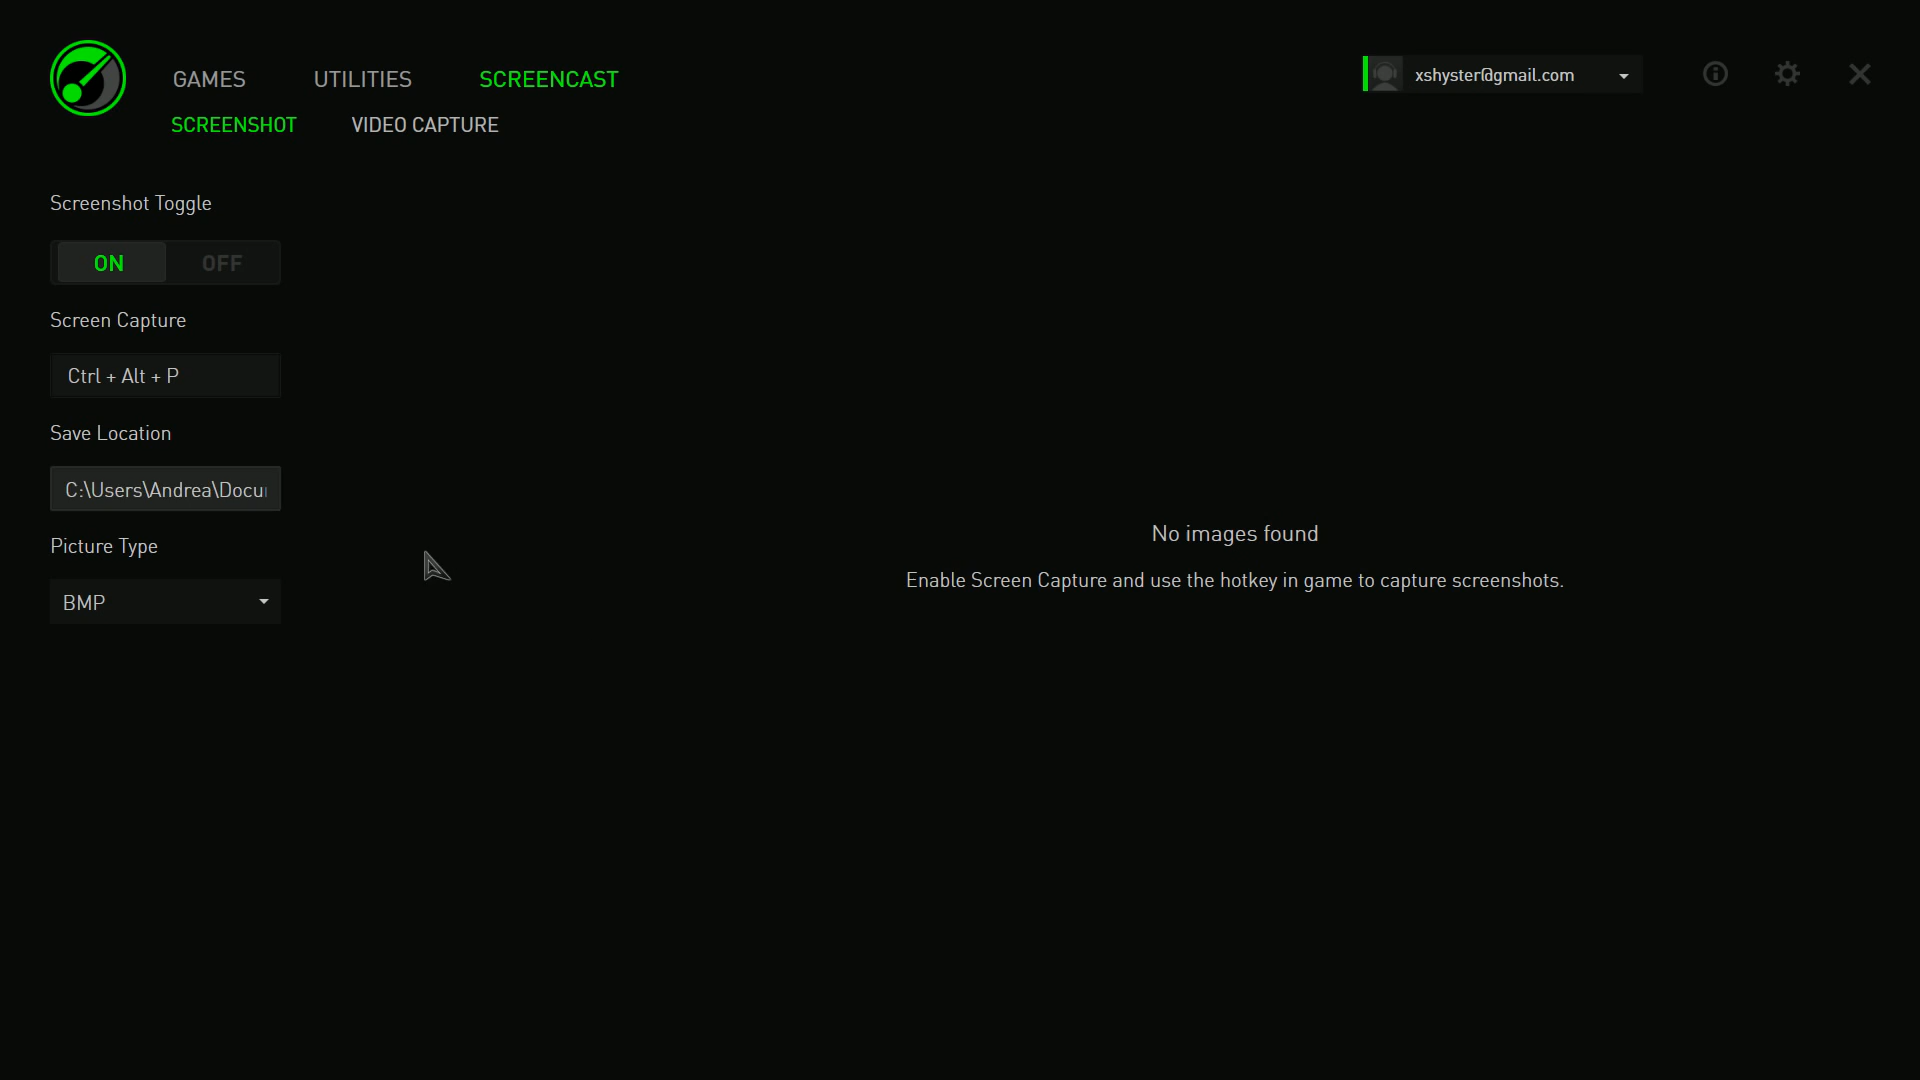 GAMES UTILITIES SCREENCAST
xshyster@gmail.com
SCREENSHOT VIDEO CAPTURE
Screenshot Toggle
ON OFF
Screen Capture
Ctrl + Alt + P
Save Location
C:\Users\Andrea\Docu
Picture Type
BMP
No images found
Enable Screen Capture and use the hotkey in game to capture screenshots.